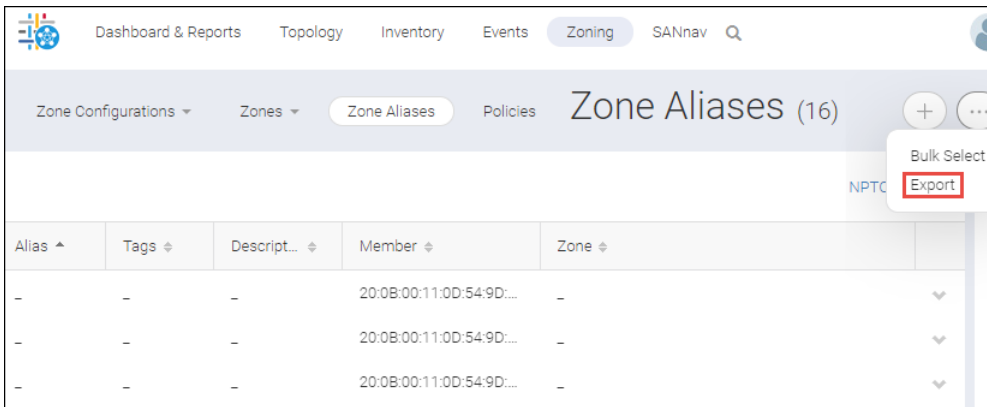 Dashboard & Reports Topology Inventory Events Zoning SANnav
Zone Configurations Zones Zone Aliases Policies Zone Aliases (16) + ...
Bulk Select
NPTC Export
Alias Tags Descript... Member Zone
– – – 20:0B:00:11:0D:54:9D:... –
– – – 20:0B:00:11:0D:54:9D:... –
– – – 20:0B:00:11:0D:54:9D:... –